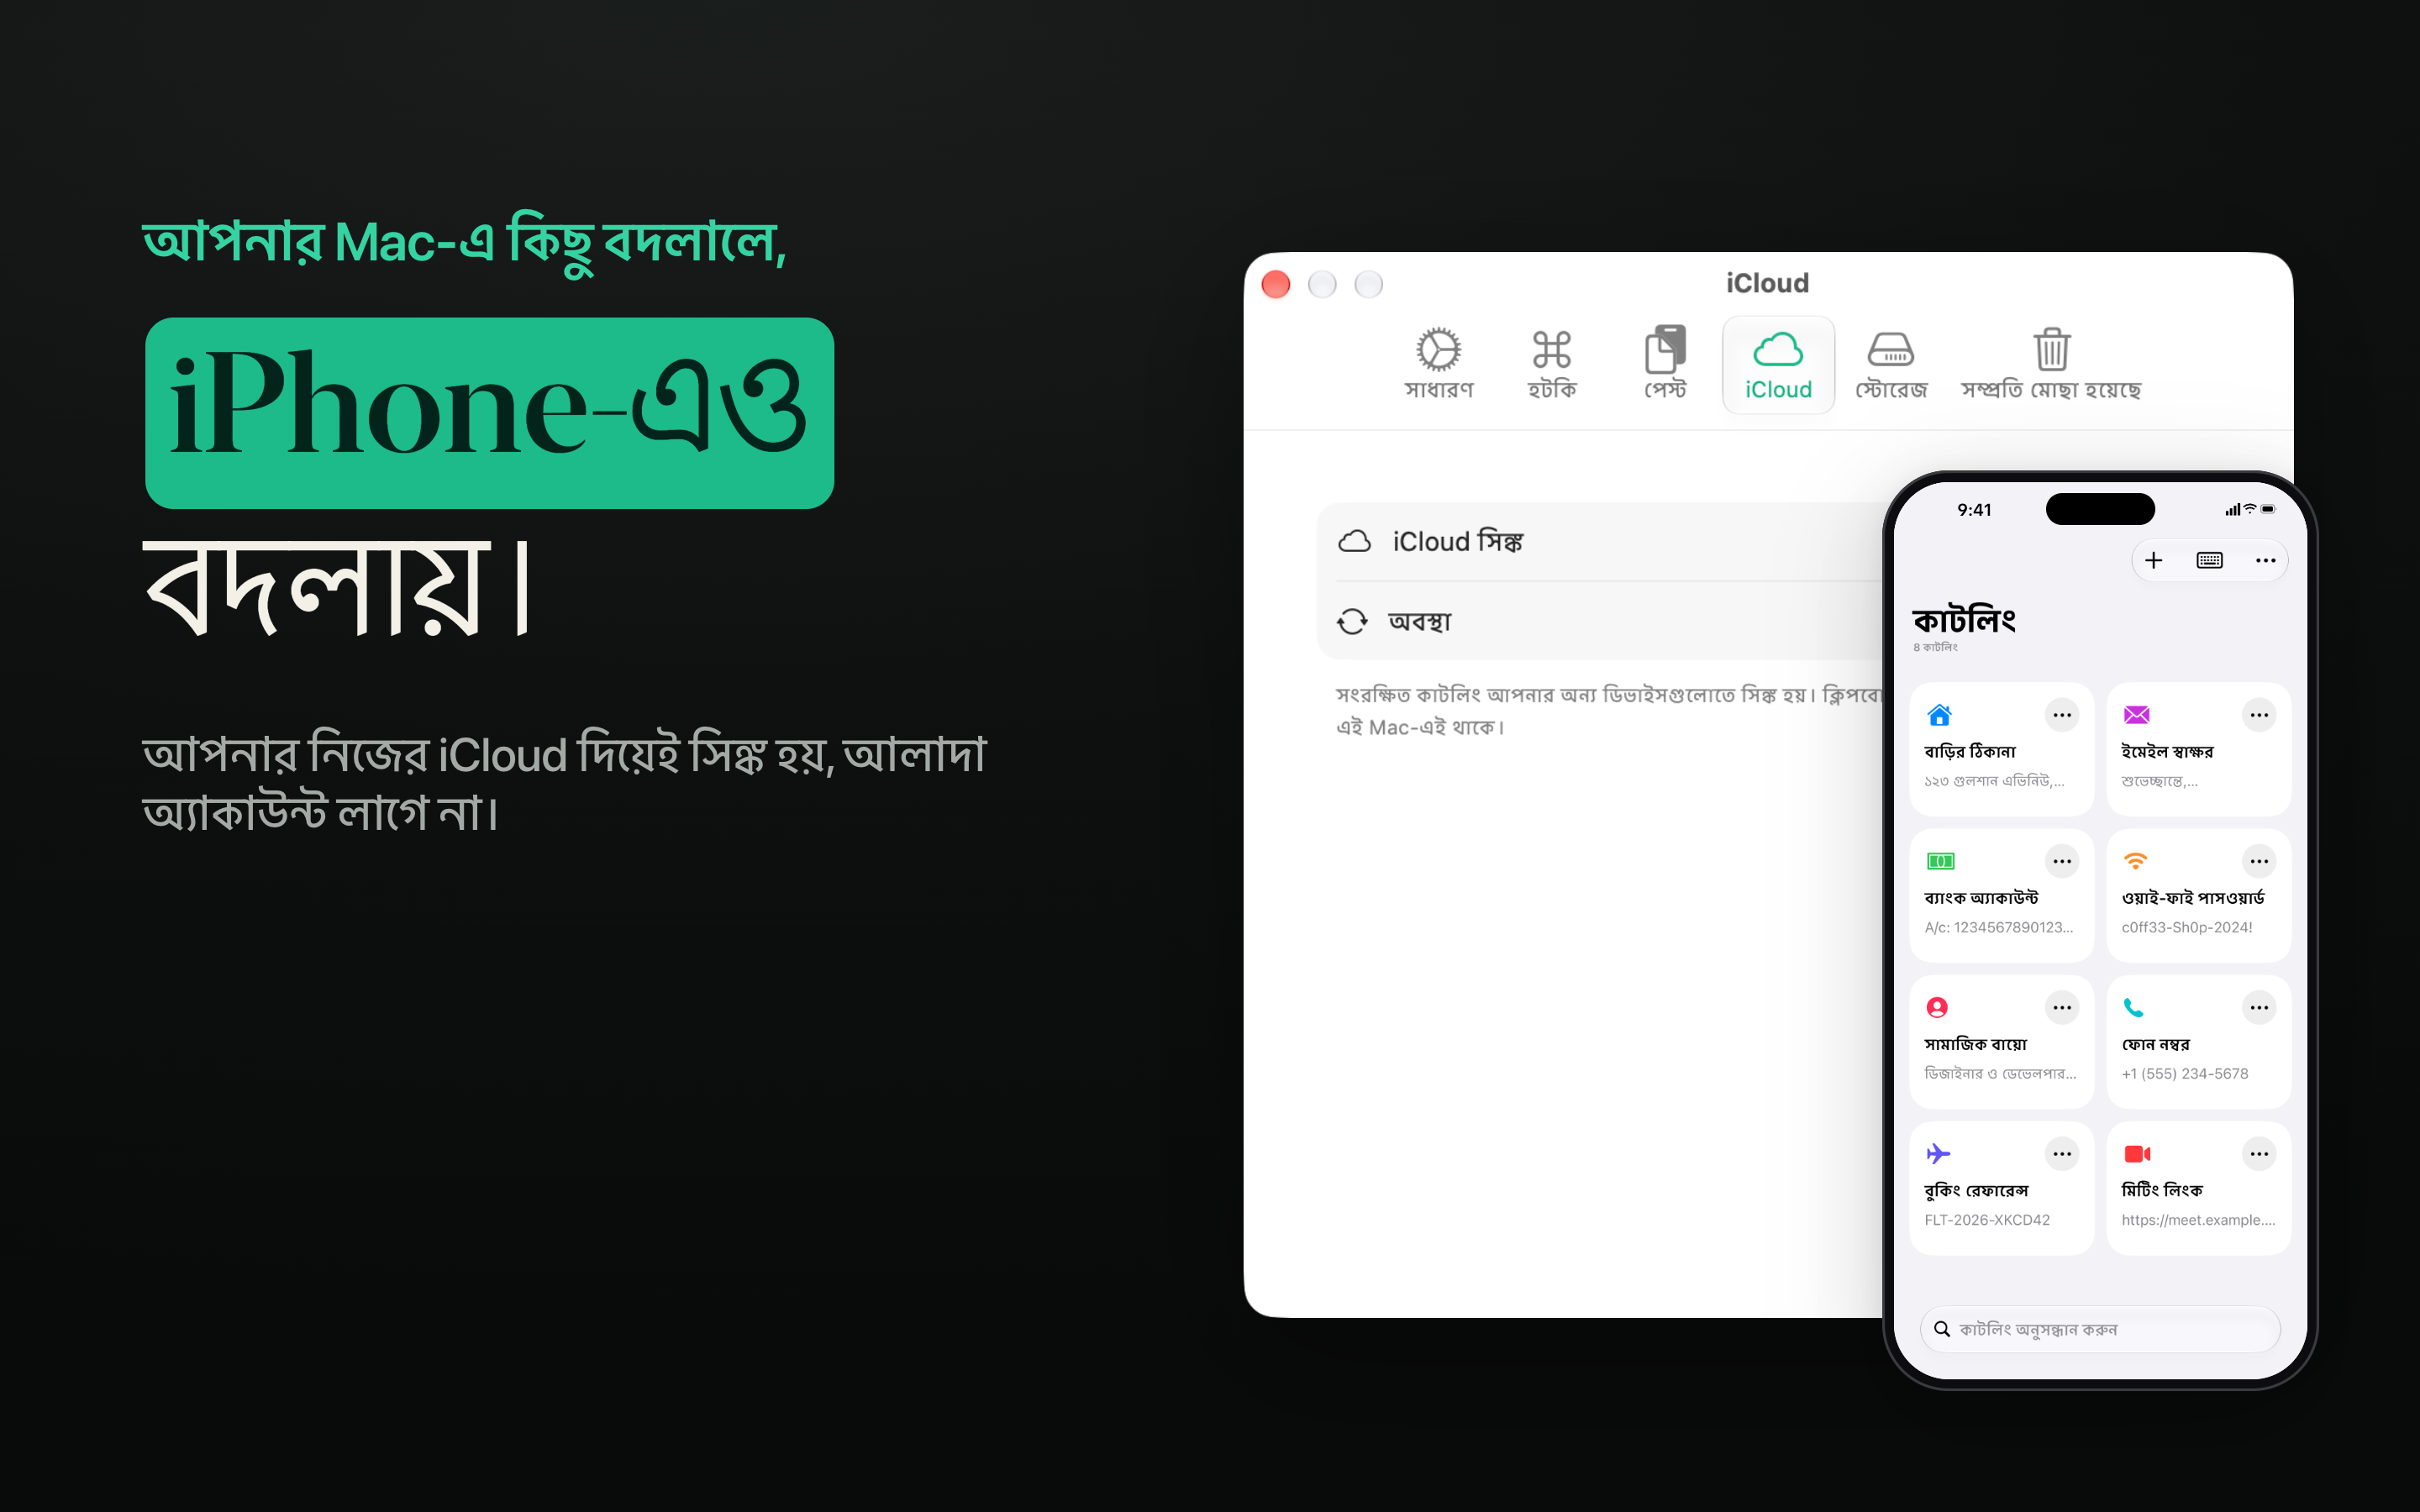 আপনার Mac-এ কিছু বদলালে,
iPhone-এও
বদলায়।
আপনার নিজের iCloud দিয়েই সিঙ্ক হয়, আলাদা
অ্যাকাউন্ট লাগে না।
iCloud
সাধারণ
হটকি
পেস্ট
iCloud
স্টোরেজ
সম্প্রতি মোছা হয়েছে
iCloud সিঙ্ক
অবস্থা
সংরক্ষিত কাটলিং আপনার অন্য ডিভাইসগুলোতে সিঙ্ক হয়।
এই Mac-এই থাকে।
9:41
কাটলিং
8 কাটলিং
বাড়ির ঠিকানা
১২৩ গুলশান এভিনিউ,...
ইমেইল স্বাক্ষর
শুভেচ্ছান্তে,...
ব্যাংক অ্যাকাউন্ট
A/c: 1234567890123...
ওয়াই-ফাই পাসওয়ার্ড
c0ff33-Sh0p-2024!
সামাজিক বায়ো
ডিজাইনার ও ডেভেলপার...
ফোন নম্বর
+1 (555) 234-5678
বুকিং রেফারেন্স
FLT-2026-XKCD42
মিটিং লিংক
https://meet.example....
কাটলিং অনুসন্ধান করুন